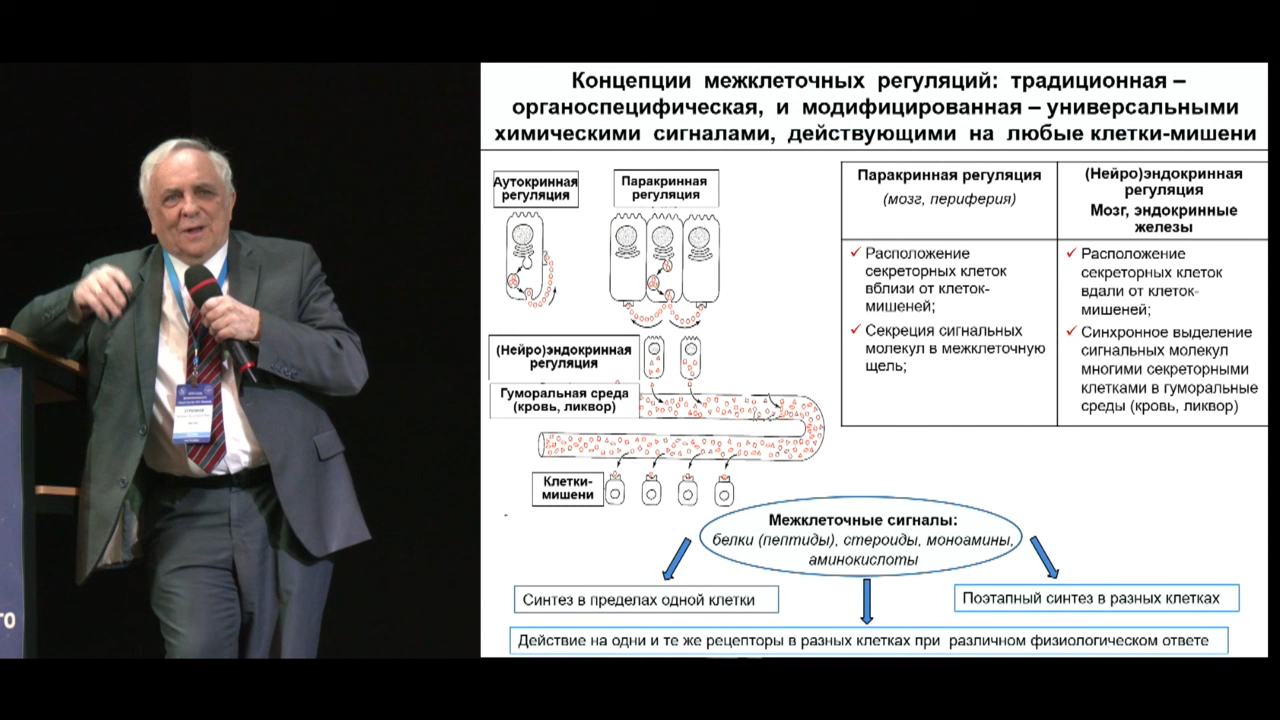 Концепции межклеточных регуляций: традиционная –
органоспецифическая, и модифицированная – универсальными
химическими сигналами, действующими на любые клетки-мишени
Аутокринная
регуляция
Паракринная
регуляция
(Нейро)эндокринная
регуляция
Гуморальная среда
(кровь, ликвор)
Клетки-
мишени
Паракринная регуляция
(мозг, периферия)
(Нейро)эндокринная
регуляция
Мозг, эндокринные
железы
✓ Расположение
секреторных клеток
вблизи от клеток-
мишеней;
✓ Секреция сигнальных
молекул в межклеточную
щель;
✓ Расположение
секреторных клеток
вдали от клеток-
мишеней;
✓ Синхронное выделение
сигнальных молекул
многими секреторными
клетками в гуморальные
среды (кровь, ликвор)
Межклеточные сигналы:
белки (пептиды), стероиды, моноамины,
аминокислоты
Синтез в пределах одной клетки
Поэтапный синтез в разных клетках
Действие на одни и те же рецепторы в разных клетках при различном физиологическом ответе
го